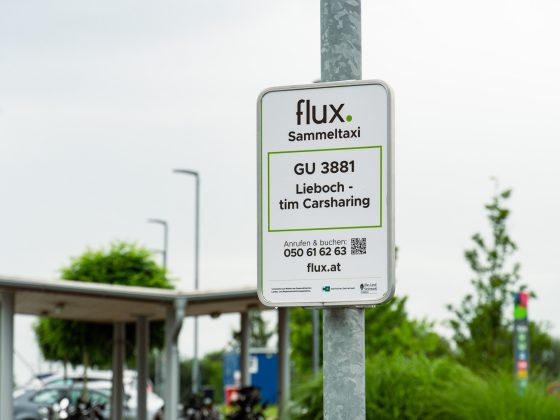 flux.
Sammeltaxi
GU 3881
Lieboch -
tim Carsharing
Anrufen & buchen:
050 61 62 63
flux.at